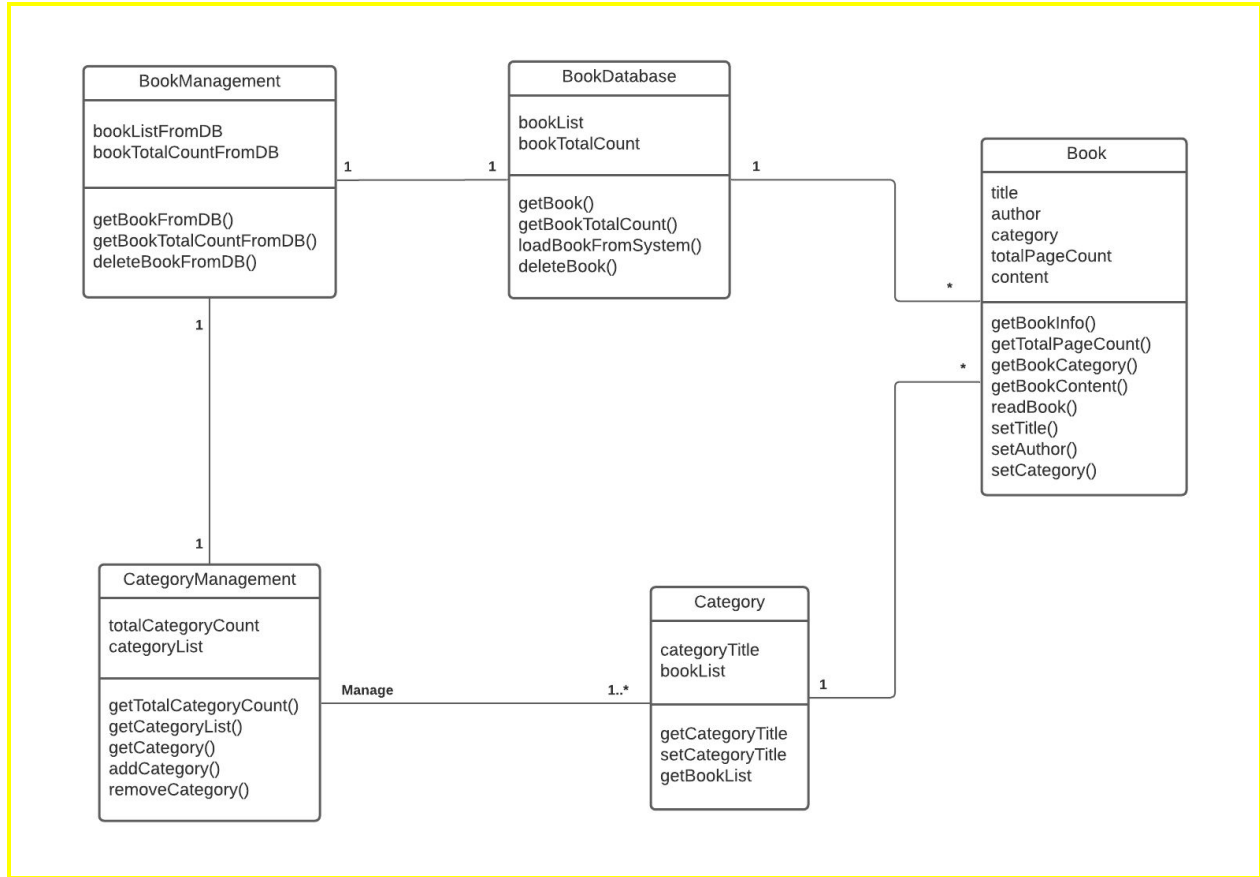 BookManagement
bookListFromDB
bookTotalCountFromDB
getBookFromDB()
getBookTotalCountFromDB()
deleteBookFromDB()
1
1
BookDatabase
bookList
bookTotalCount
getBook()
getBookTotalCount()
loadBookFromSystem()
deleteBook()
1
*
Book
title
author
category
totalPageCount
content
getBookInfo()
getTotalPageCount()
getBookCategory()
getBookContent()
readBook()
setTitle()
setAuthor()
setCategory()
*
1
1
CategoryManagement
totalCategoryCount
categoryList
getTotalCategoryCount()
getCategoryList()
getCategory()
addCategory()
removeCategory()
Manage
1..*
Category
categoryTitle
bookList
getCategoryTitle
setCategoryTitle
getBookList
1